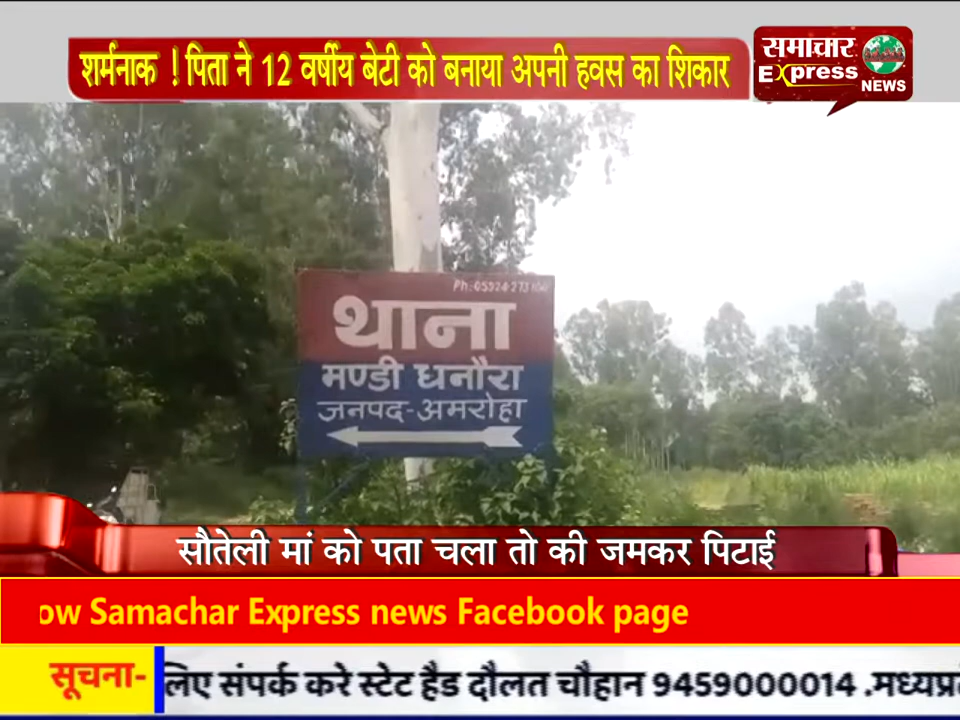 शर्मनाक ! पिता ने 12 वर्षीय बेटी को बनाया अपनी हवस का शिकार
समाचार
Express
NEWS
थाना
मण्डी धनौरा
जनपद-अमरोहा
सौतेली मां को पता चला तो की जमकर पिटाई
ow Samachar Express news Facebook page
सूचना- लिए संपर्क करे स्टेट हैड दौलत चौहान 9459000014 .मध्यप्र